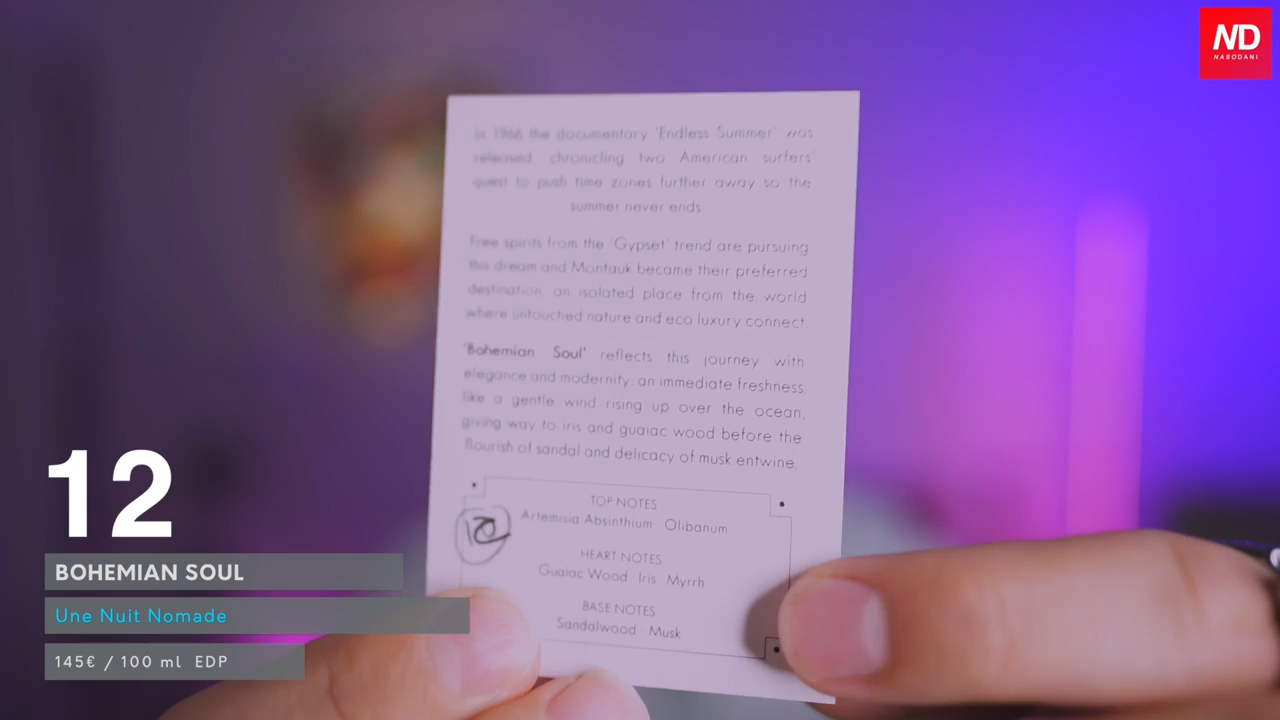 ND
NASODANI
In 1966 the documentary 'Endless Summer' was
released, chronicling two American surfers'
quest to push time zones further away so the
summer never ends
Free spirits from the 'Gypset' trend are pursuing
this dream and Montauk became their preferred
destination, an isolated place from the world
where untouched nature and eco luxury connect.
'Bohemian Soul' reflects this journey with
elegance and modernity: an immediate freshness,
like a gentle wind rising up over the ocean,
giving way to iris and guaiac wood before the
flourish of sandal and delicacy of musk entwine.
TOP NOTES
Artemisia Absinthium · Olibanum
HEART NOTES
Guaiac Wood · Iris · Myrrh
BASE NOTES
Sandalwood · Musk
12
12
BOHEMIAN SOUL
Une Nuit Nomade
145€ / 100 ml EDP